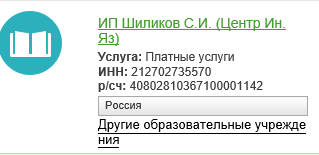 ИП Шиликов С.И. (Центр Ин.
Яз)
Услуга: Платные услуги
ИНН: 212702735570
р/сч: 40802810367100001142
Россия
Другие образовательные учрежде
ния